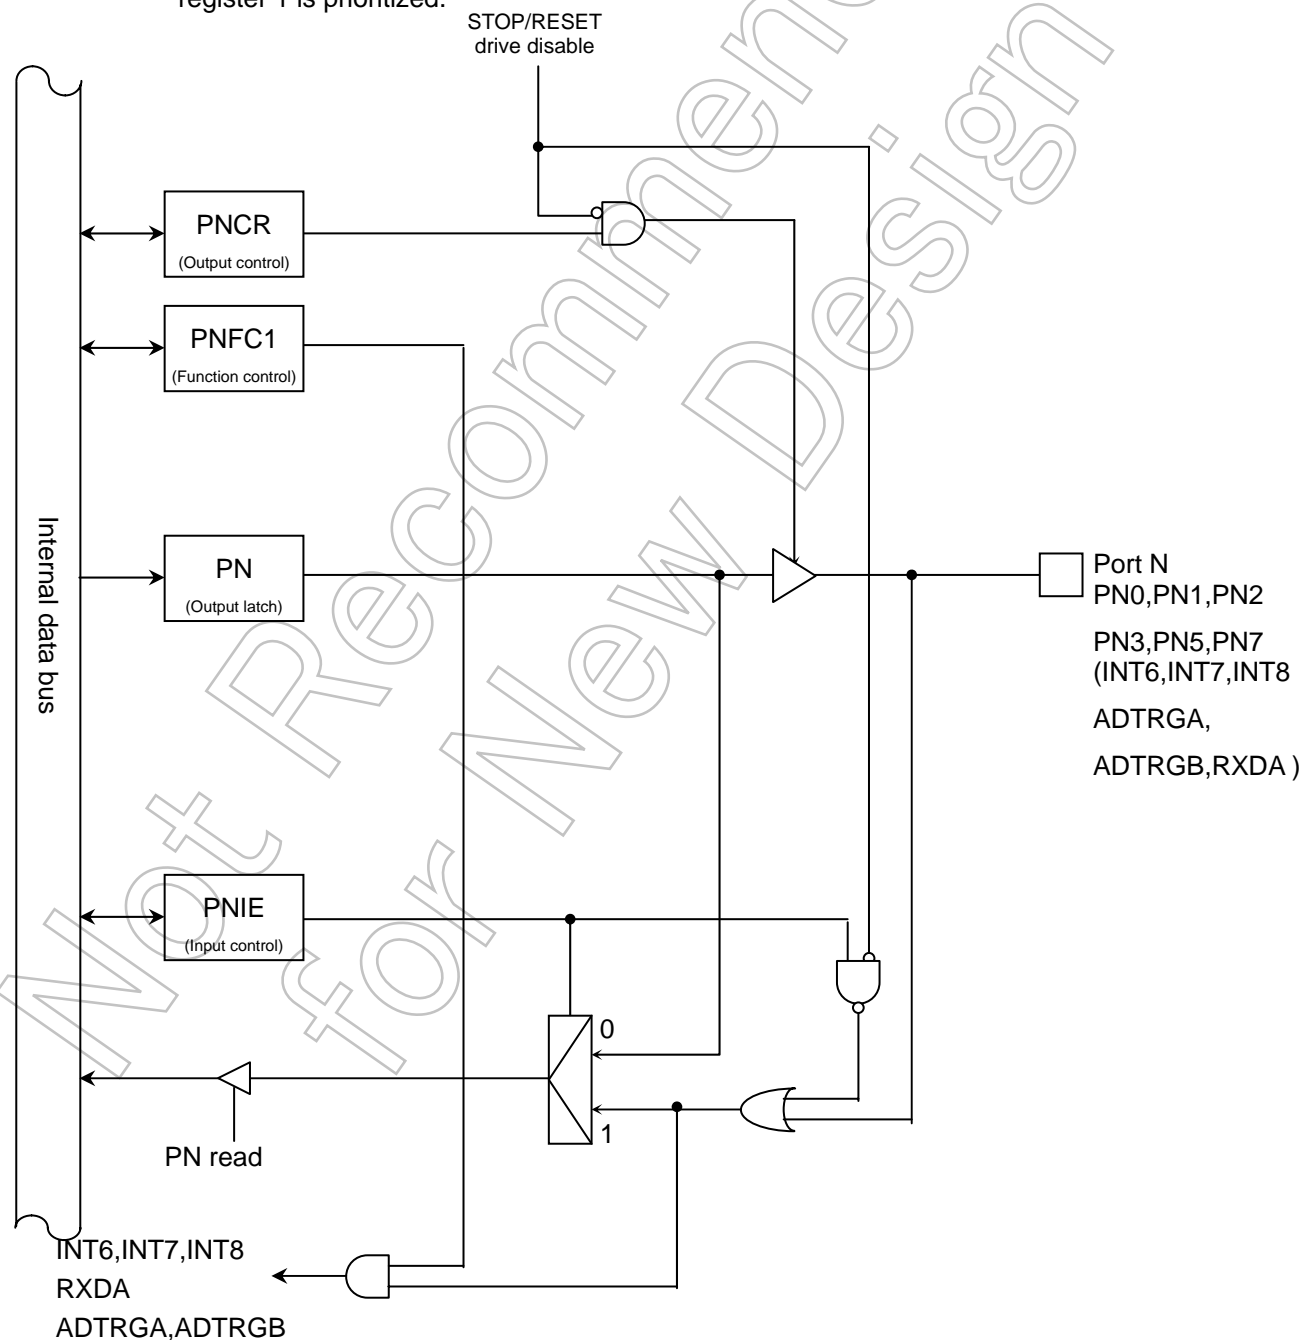 register 1 is prioritized.
STOP/RESET
drive disable
PNCR
(Output control)
PNFC1
(Function control)
Internal data bus
PN
(Output latch)
Port N
PN0,PN1,PN2
PN3,PN5,PN7
(INT6,INT7,INT8
ADTRGA,
ADTRGB,RXDA )
PNIE
(Input control)
0
1
PN read
INT6,INT7,INT8
RXDA
ADTRGA,ADTRGB
Not Recommen
for New Design